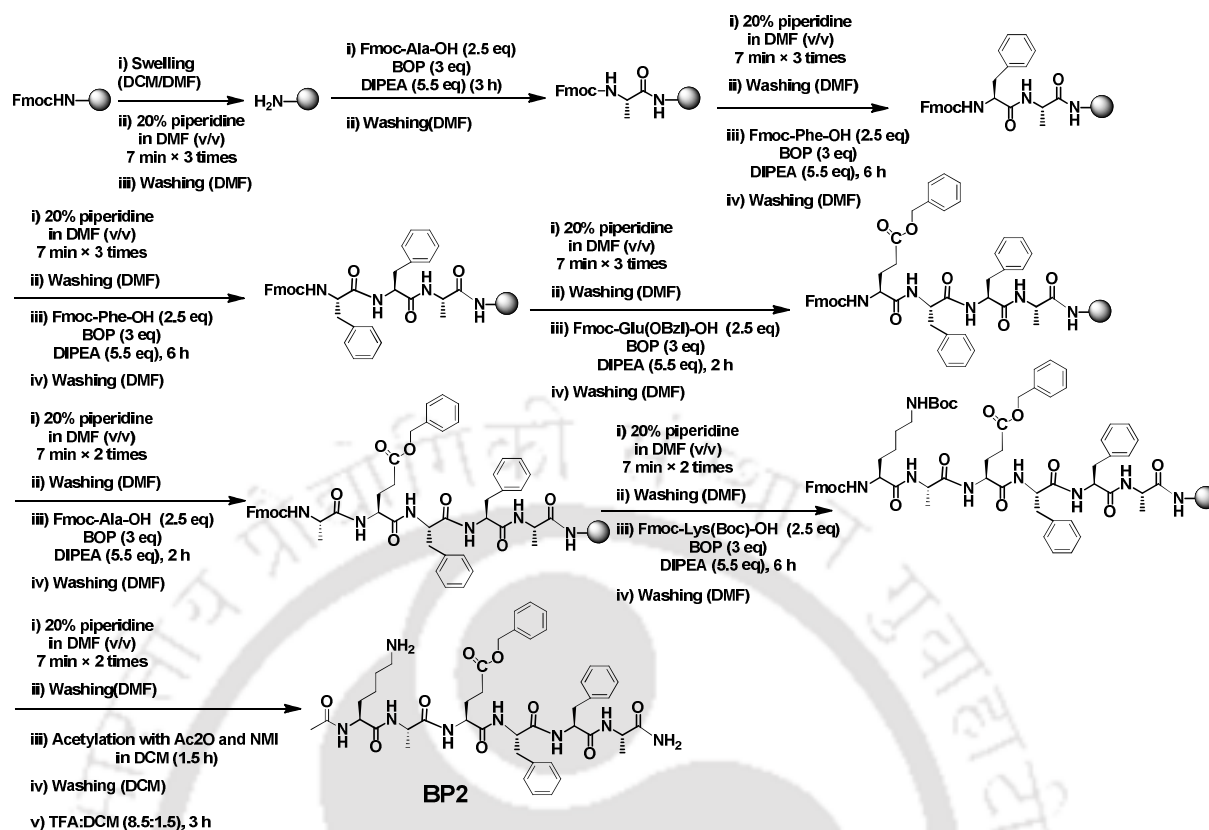 i) Swelling
(DCM/DMF)
FmocHN
ii) 20% piperidine
in DMF (v/v)
7 min × 3 times
iii) Washing (DMF)
H₂N
i) Fmoc-Ala-OH (2.5 eq)
BOP (3 eq)
DIPEA (5.5 eq) (3 h)
ii) Washing(DMF)
Fmoc
H
N
O
N
H
i) 20% piperidine
in DMF (v/v)
7 min × 3 times
ii) Washing (DMF)
iii) Fmoc-Phe-OH (2.5 eq)
BOP (3 eq)
DIPEA (5.5 eq), 6 h
iv) Washing (DMF)
FmocHN
O
H
N
O
N
H
i) 20% piperidine
in DMF (v/v)
7 min × 3 times
ii) Washing (DMF)
iii) Fmoc-Phe-OH (2.5 eq)
BOP (3 eq)
DIPEA (5.5 eq), 6 h
iv) Washing (DMF)
FmocHN
O
N
H
O
H
N
O
N
H
i) 20% piperidine
in DMF (v/v)
7 min × 3 times
ii) Washing (DMF)
iii) Fmoc-Glu(OBzl)-OH (2.5 eq)
BOP (3 eq)
DIPEA (5.5 eq), 2 h
iv) Washing (DMF)
O
C
O
FmocHN
O
H
N
O
N
H
O
H
N
O
N
H
i) 20% piperidine
in DMF (v/v)
7 min × 2 times
ii) Washing (DMF)
iii) Fmoc-Ala-OH (2.5 eq)
BOP (3 eq)
DIPEA (5.5 eq), 2 h
iv) Washing (DMF)
O
C
O
FmocHN
O
N
H
O
H
N
O
N
H
O
H
N
O
N
H
i) 20% piperidine
in DMF (v/v)
7 min × 2 times
ii) Washing (DMF)
iii) Fmoc-Lys(Boc)-OH (2.5 eq)
BOP (3 eq)
DIPEA (5.5 eq), 6 h
iv) Washing (DMF)
NHBoc
O
C
O
FmocHN
O
H
N
O
N
H
O
H
N
O
N
H
O
H
N
O
N
H
i) 20% piperidine
in DMF (v/v)
7 min × 2 times
ii) Washing(DMF)
iii) Acetylation with Ac2O and NMI
in DCM (1.5 h)
iv) Washing (DCM)
v) TFA:DCM (8.5:1.5), 3 h
NH₂
O
C
O
O
N
H
O
H
N
O
N
H
O
H
N
O
N
H
O
H
N
O
NH₂
BP2